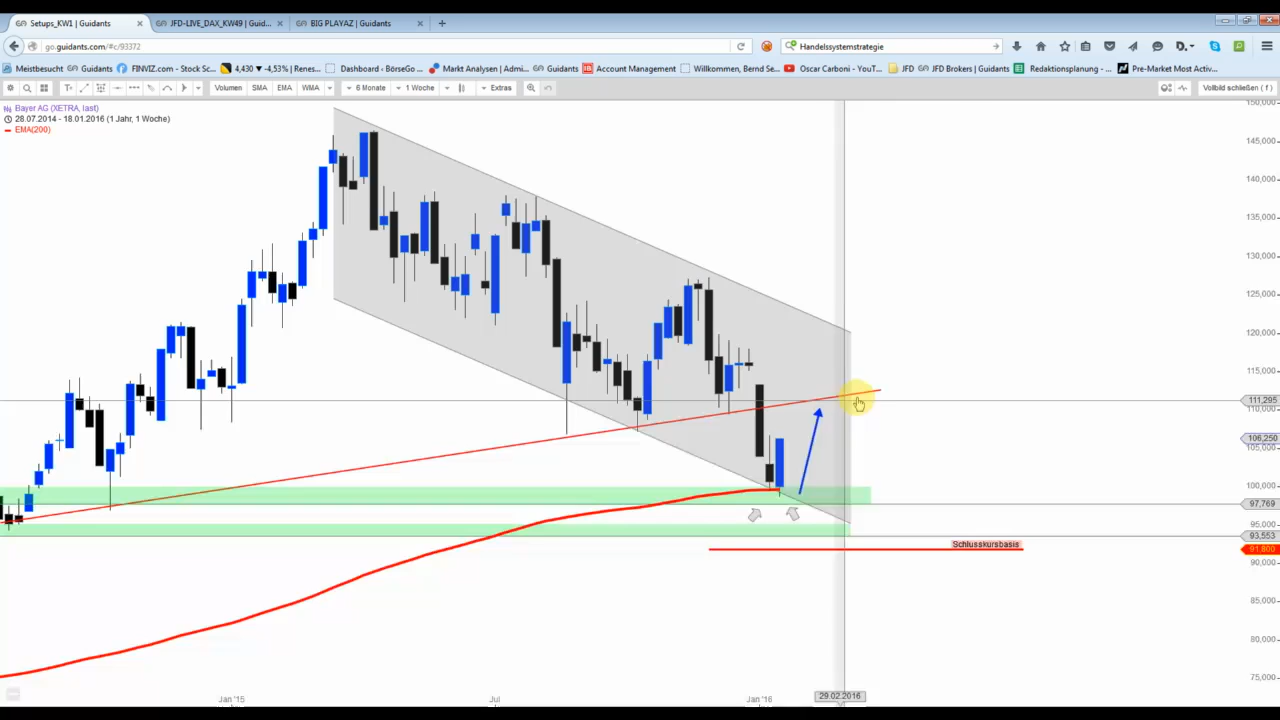 Setups_KW1 | Guidants
JFD-LIVE_DAX_KW49 | Guid...
BIG PLAYAZ | Guidants
go.guidants.com/#c/93372
Handelssystemstrategie
Meistbesucht
Guidants
FINVIZ.com - Stock Sc...
4,430 ▼ -4,53% | Renes...
Dashboard - BörseGo ...
Markt Analysen | Admi...
Guidants
Account Management
Willkommen, Bernd Se...
Oscar Carboni - YouT...
JFD
JFD Brokers | Guidants
Redaktionsplanung - ...
Pre-Market Most Activ...
Volumen
SMA
EMA
WMA
6 Monate
1 Woche
Extras
Vollbild schließen ( f )
Bayer AG (XETRA, last)
28.07.2014 - 18.01.2016 (1 Jahr, 1 Woche)
EMA(200)
150,000
145,000
140,000
135,000
130,000
125,000
120,000
115,000
111,295
110,000
106,250
105,000
100,000
97,769
95,000
93,553
Schlusskursbasis
91,800
90,000
85,000
80,000
75,000
Jan '15
Jul
Jan '16
29.02.2016